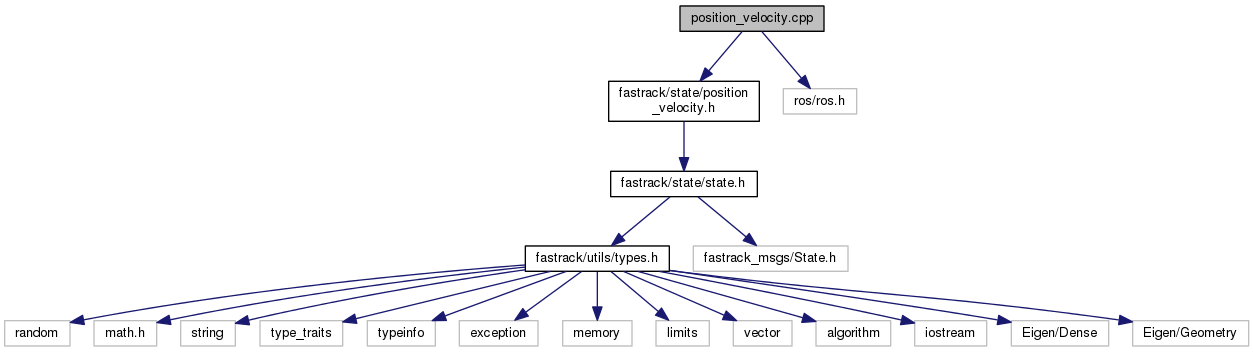 position_velocity.cpp
fastrack/state/position
_velocity.h
ros/ros.h
fastrack/state/state.h
fastrack/utils/types.h
fastrack_msgs/State.h
random
math.h
string
type_traits
typeinfo
exception
memory
limits
vector
algorithm
iostream
Eigen/Dense
Eigen/Geometry